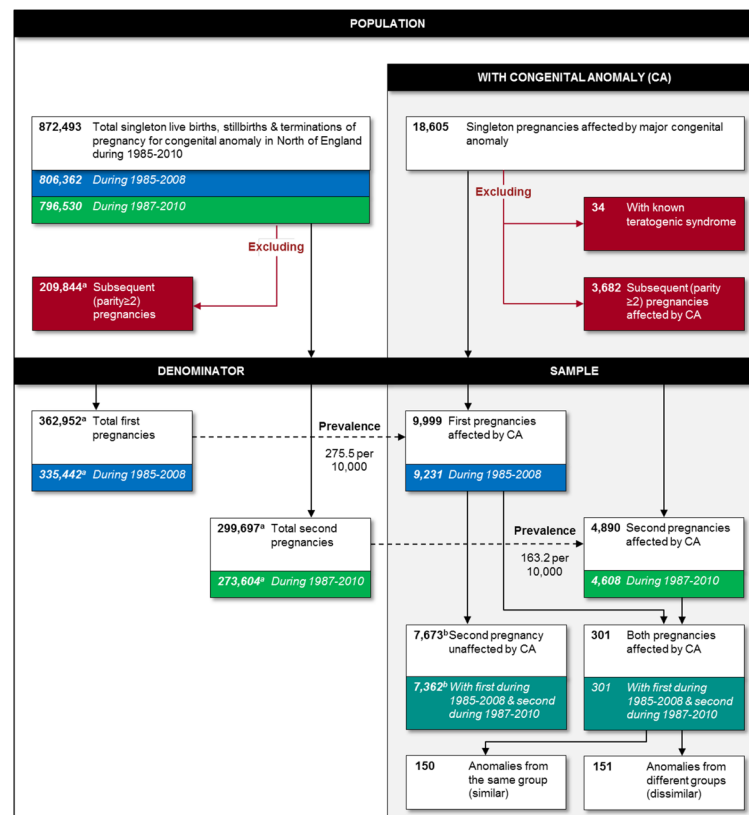 POPULATION
WITH CONGENITAL ANOMALY (CA)
872,493 Total singleton live births, stillbirths & terminations of
pregnancy for congenital anomaly in North of England
during 1985-2010
806,362 During 1985-2008
796,530 During 1987-2010
18,605 Singleton pregnancies affected by major congenital
anomaly
Excluding
Excluding
34 With known
teratogenic syndrome
209,844ᵃ Subsequent
(parity≥2)
pregnancies
3,682 Subsequent (parity
≥2) pregnancies
affected by CA
DENOMINATOR
SAMPLE
362,952ᵃ Total first
pregnancies
335,442ᵃ During 1985-2008
Prevalence
275.5 per
10,000
9,999 First pregnancies
affected by CA
9,231 During 1985-2008
299,697ᵃ Total second
pregnancies
273,604ᵃ During 1987-2010
Prevalence
163.2 per
10,000
4,890 Second pregnancies
affected by CA
4,608 During 1987-2010
7,673ᵇ Second pregnancy
unaffected by CA
7,362ᵇ With first during
1985-2008 & second
during 1987-2010
301 Both pregnancies
affected by CA
301 With first during
1985-2008 & second
during 1987-2010
150 Anomalies from
the same group
(similar)
151 Anomalies from
different groups
(dissimilar)